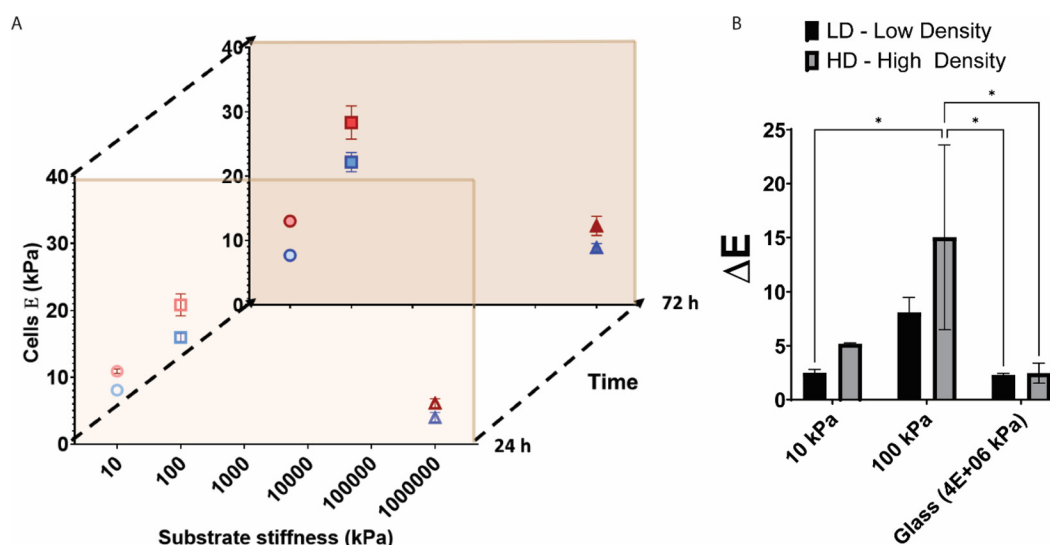 A
40
30
20
10
0
72 h
40
30
20
10
0
Cells E (kPa)
Time
24 h
10
100
1000
10000
100000
1000000
Substrate stiffness (kPa)
B
LD - Low Density
HD - High Density
*
*
*
25
20
15
10
5
0
ΔE
10 kPa
100 kPa
Glass (4E+06 kPa)